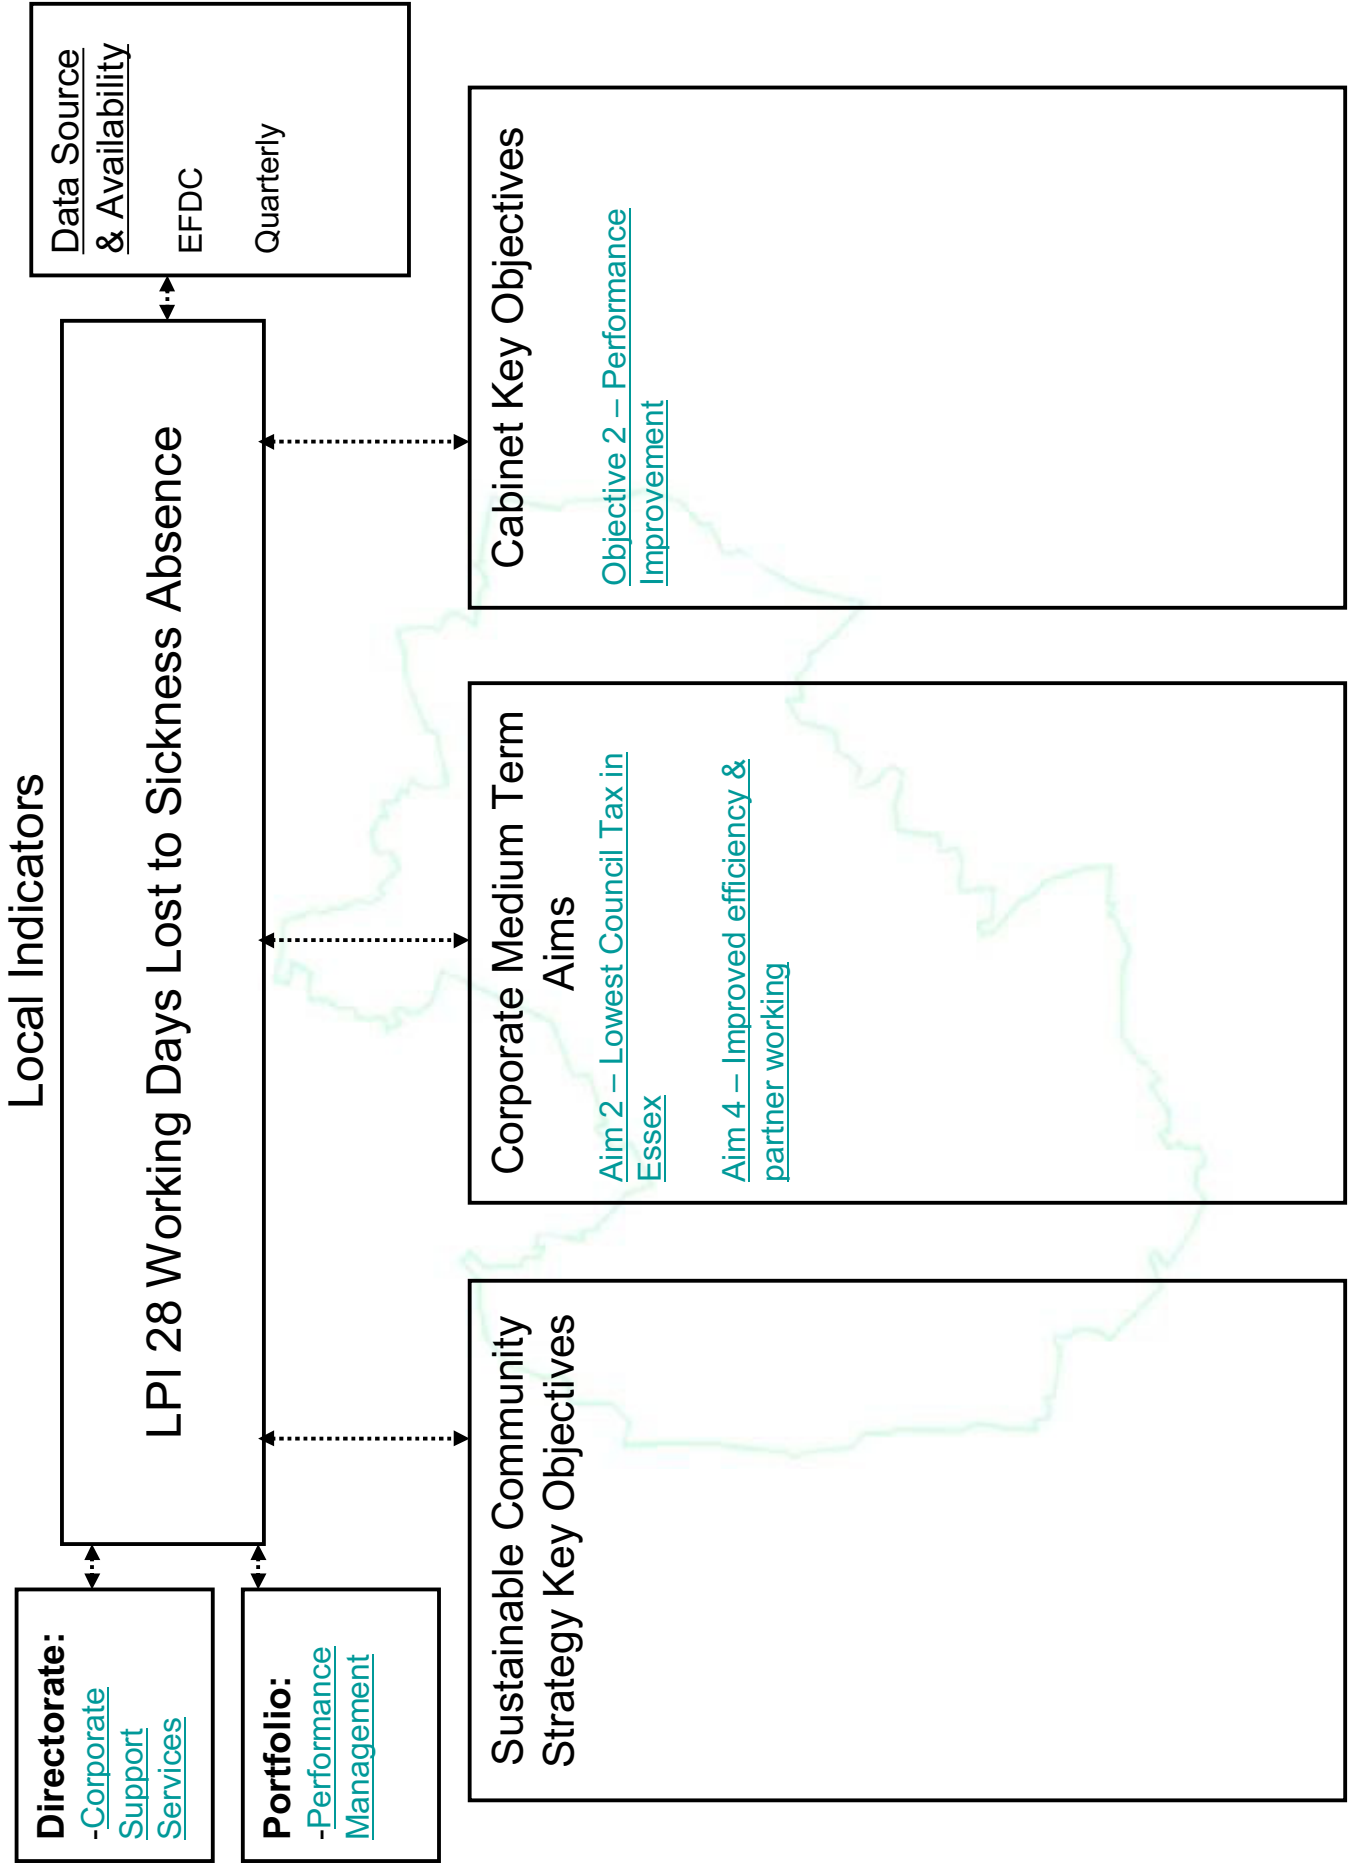 Local Indicators
Directorate:
-Corporate
Support
Services
Portfolio:
-Performance
Management
LPI 28 Working Days Lost to Sickness Absence
Data Source
& Availability
EFDC
Quarterly
Sustainable Community
Strategy Key Objectives
Corporate Medium Term
Aims
Aim 2 – Lowest Council Tax in
Essex
Aim 4 – Improved efficiency &
partner working
Cabinet Key Objectives
Objective 2 – Performance
Improvement